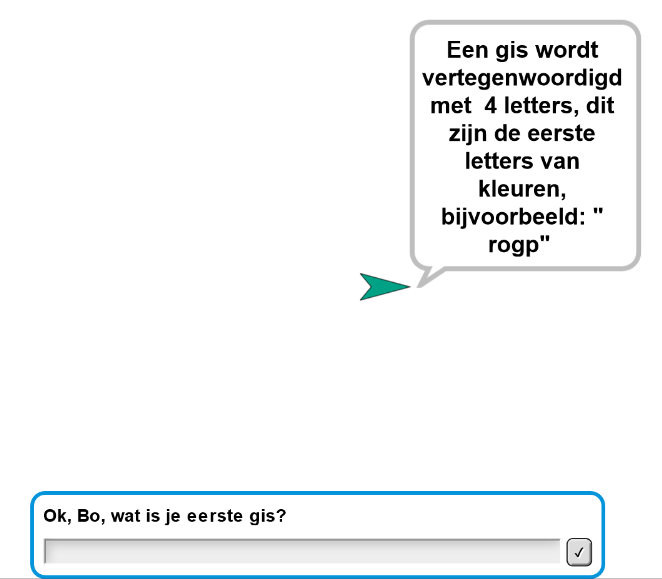 Een gis wordt
vertegenwoordigd
met  4 letters, dit
zijn de eerste
letters van
kleuren,
bijvoorbeeld: "
rogp"
Ok, Bo, wat is je eerste gis?